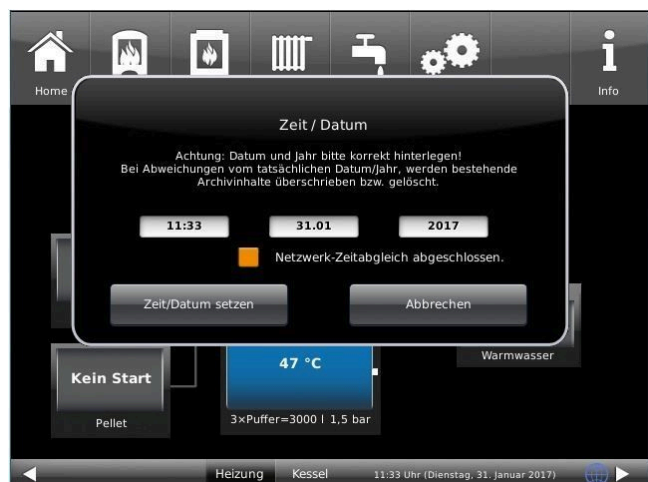 Home
Info
Zeit / Datum
Achtung: Datum und Jahr bitte korrekt hinterlegen!
Bei Abweichungen vom tatsächlichen Datum/Jahr, werden bestehende
Archivinhalte überschrieben bzw. gelöscht.
11:33 31.01 2017
Netzwerk-Zeitabgleich abgeschlossen.
Zeit/Datum setzen Abbrechen
47 °C
Warmwasser
Kein Start
Pellet
3×Puffer=3000 l 1,5 bar
Heizung Kessel 11:33 Uhr (Dienstag, 31. Januar 2017)